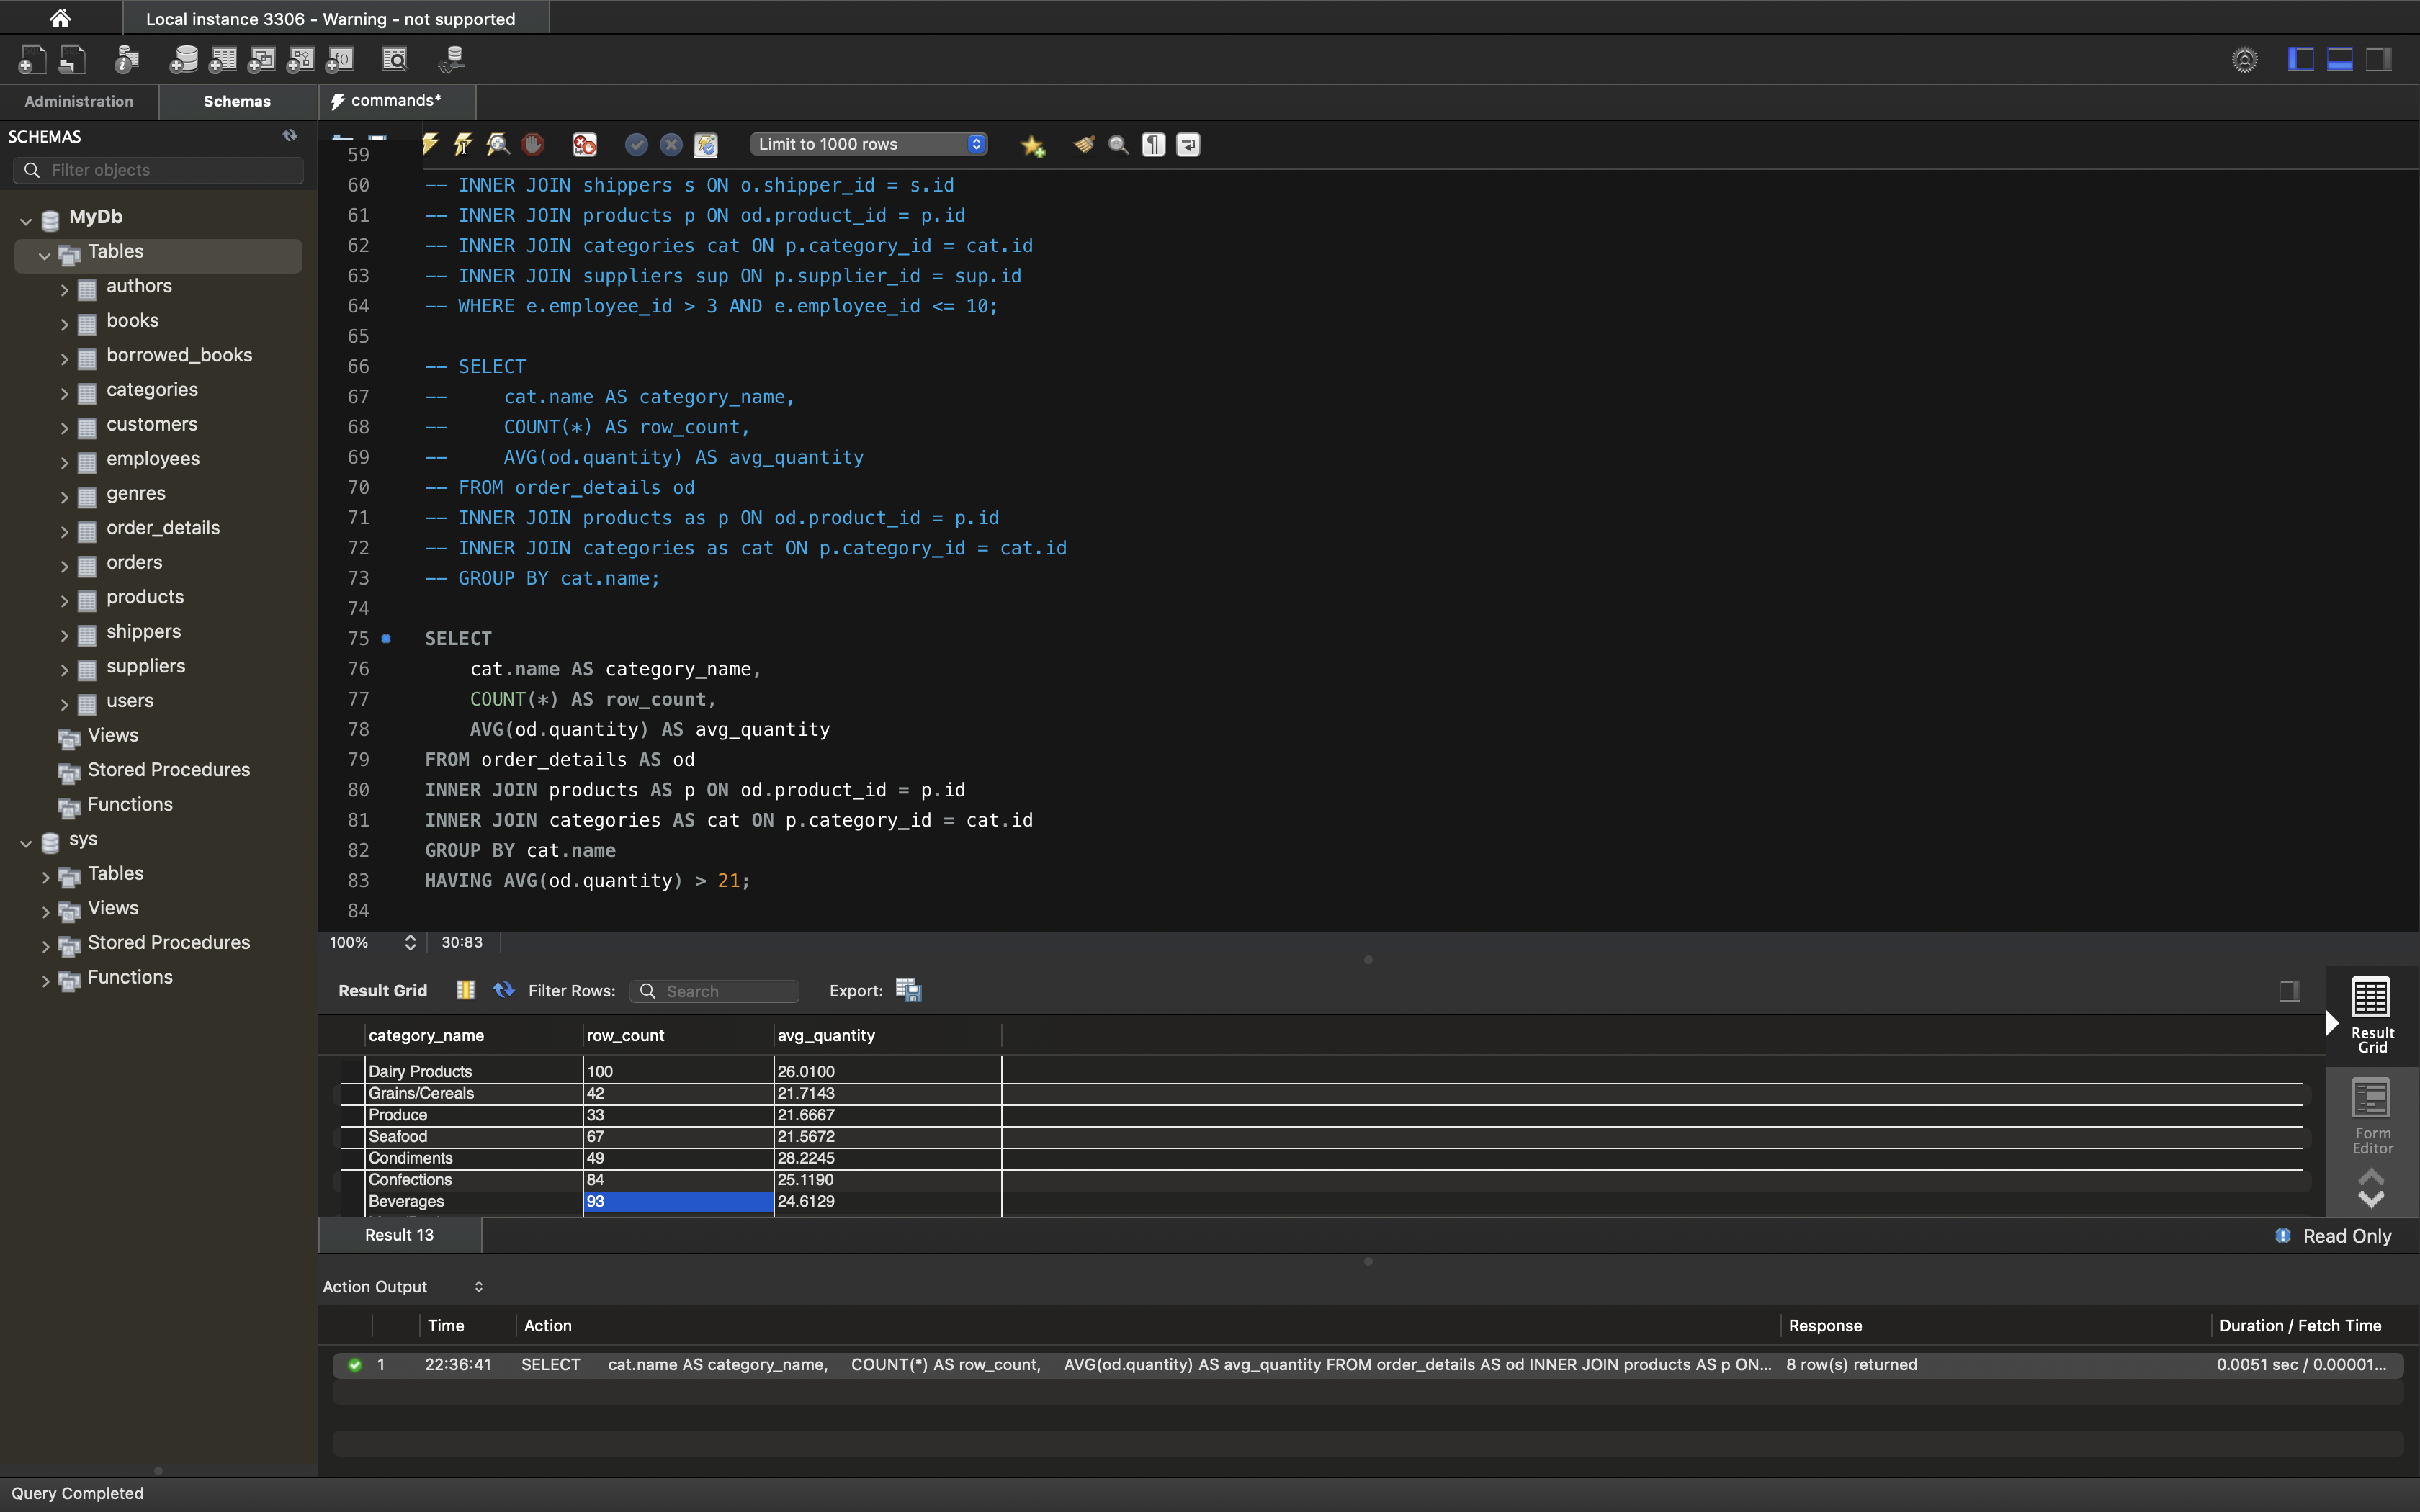 Local instance 3306 - Warning - not supported
Administration
Schemas
commands*
SCHEMAS
Filter objects
MyDb
Tables
authors
books
borrowed_books
categories
customers
employees
genres
order_details
orders
products
shippers
suppliers
users
Views
Stored Procedures
Functions
sys
Tables
Views
Stored Procedures
Functions
Limit to 1000 rows
59
60 -- INNER JOIN shippers s ON o.shipper_id = s.id
61 -- INNER JOIN products p ON od.product_id = p.id
62 -- INNER JOIN categories cat ON p.category_id = cat.id
63 -- INNER JOIN suppliers sup ON p.supplier_id = sup.id
64 -- WHERE e.employee_id > 3 AND e.employee_id <= 10;
65
66 -- SELECT
67 --     cat.name AS category_name,
68 --     COUNT(*) AS row_count,
69 --     AVG(od.quantity) AS avg_quantity
70 -- FROM order_details od
71 -- INNER JOIN products as p ON od.product_id = p.id
72 -- INNER JOIN categories as cat ON p.category_id = cat.id
73 -- GROUP BY cat.name;
74
75 SELECT
76     cat.name AS category_name,
77     COUNT(*) AS row_count,
78     AVG(od.quantity) AS avg_quantity
79 FROM order_details AS od
80 INNER JOIN products AS p ON od.product_id = p.id
81 INNER JOIN categories AS cat ON p.category_id = cat.id
82 GROUP BY cat.name
83 HAVING AVG(od.quantity) > 21;
84
100% 30:83
Result Grid Filter Rows: Search Export:
category_name row_count avg_quantity
Dairy Products 100 26.0100
Grains/Cereals 42 21.7143
Produce 33 21.6667
Seafood 67 21.5672
Condiments 49 28.2245
Confections 84 25.1190
Beverages 93 24.6129
Result
Grid
Form
Editor
Result 13
Read Only
Action Output
Time Action Response Duration / Fetch Time
1 22:36:41 SELECT cat.name AS category_name, COUNT(*) AS row_count, AVG(od.quantity) AS avg_quantity FROM order_details AS od INNER JOIN products AS p ON... 8 row(s) returned 0.0051 sec / 0.00001...
Query Completed